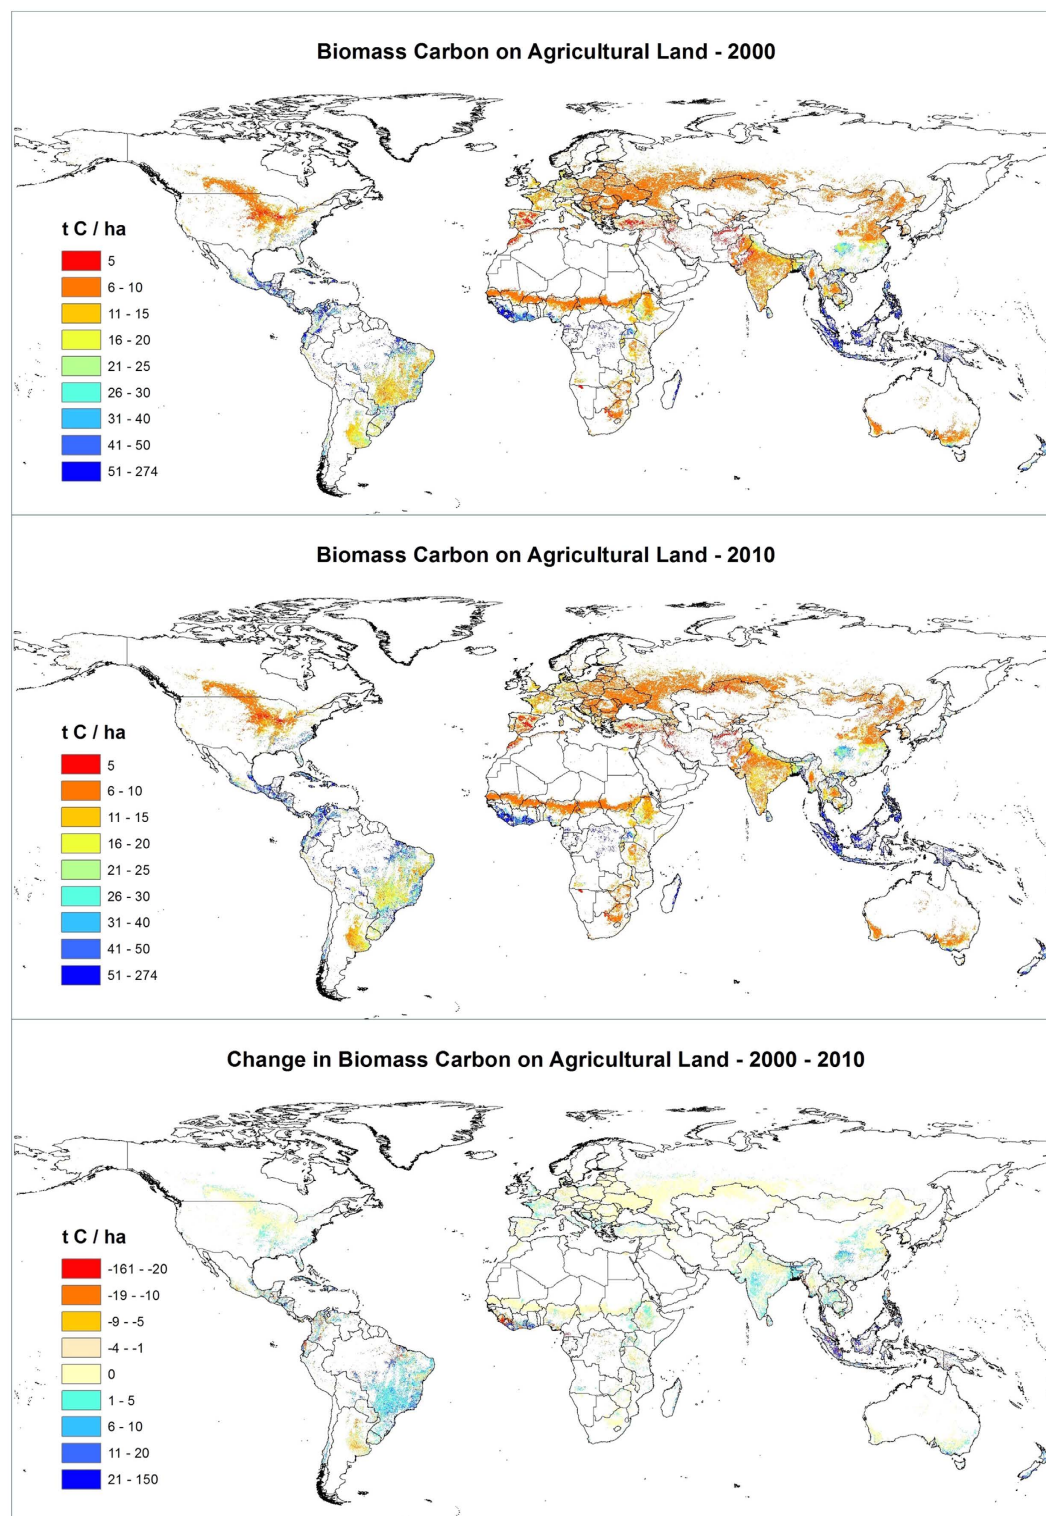 Biomass Carbon on Agricultural Land - 2000
t C / ha
5
6 - 10
11 - 15
16 - 20
21 - 25
26 - 30
31 - 40
41 - 50
51 - 274
Biomass Carbon on Agricultural Land - 2010
t C / ha
5
6 - 10
11 - 15
16 - 20
21 - 25
26 - 30
31 - 40
41 - 50
51 - 274
Change in Biomass Carbon on Agricultural Land - 2000 - 2010
t C / ha
-161 - -20
-19 - -10
-9 - -5
-4 - -1
0
1 - 5
6 - 10
11 - 20
21 - 150